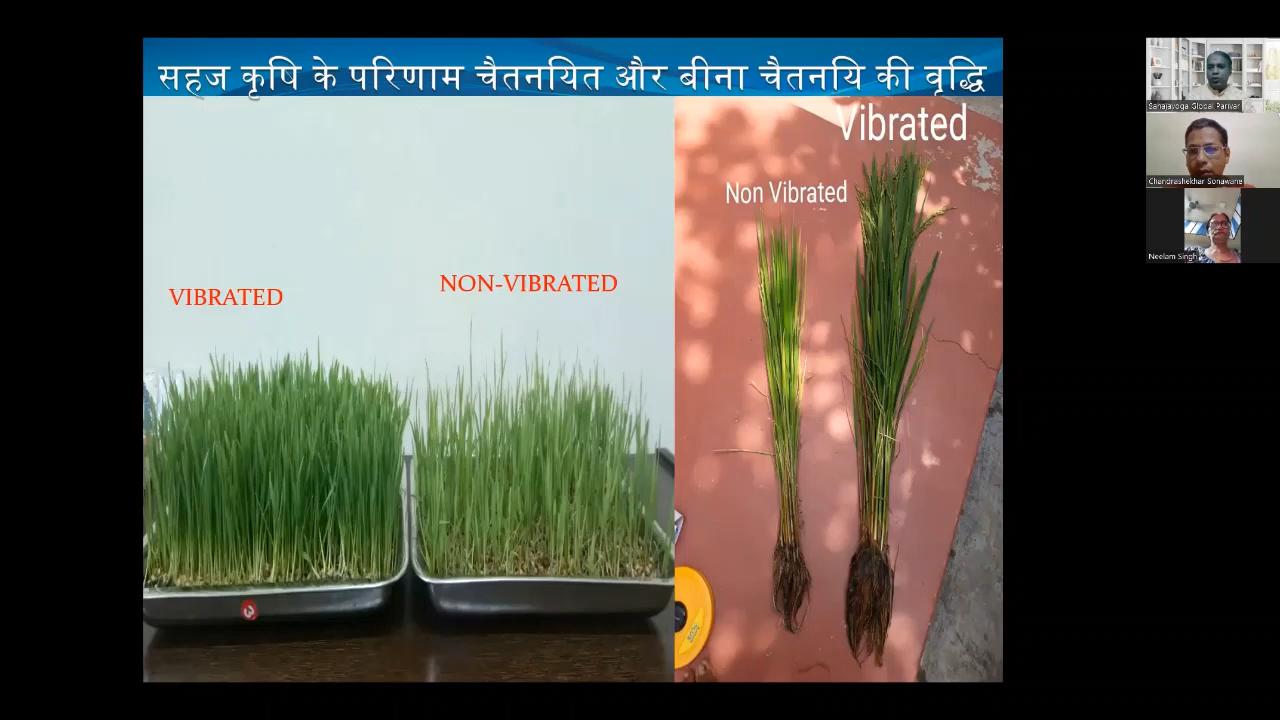 सहज कृषि के परिणाम चैतनयित और बीना चैतनयि की वृद्धि
VIBRATED
NON-VIBRATED
Vibrated
Non Vibrated
Sahajayoga Global Parivar
Chandrashekhar Sonawane
Neelam Singh